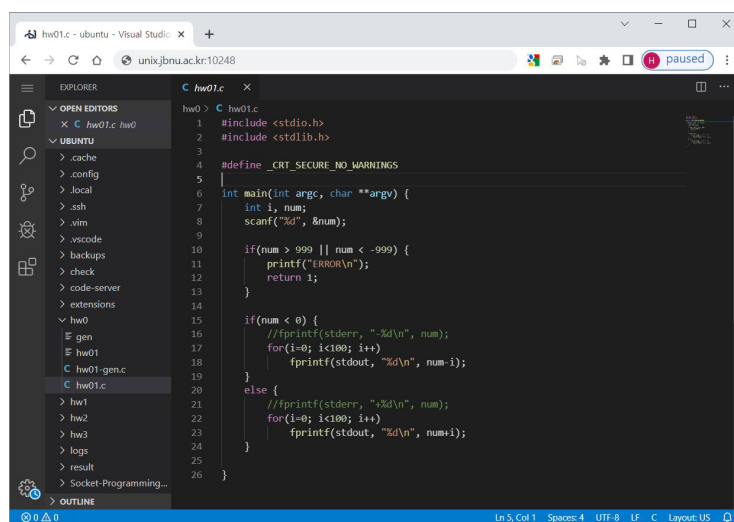 hw01.c - ubuntu - Visual Studio
unix.jbnu.ac.kr:10248
H paused
EXPLORER
OPEN EDITORS
C hw01.c hw0
UBUNTU
.cache
.config
.local
.ssh
.vim
.vscode
backups
check
code-server
extensions
hw0
gen
hw01
C hw01-gen.c
C hw01.c
hw1
hw2
hw3
logs
result
Socket-Programming...
OUTLINE
C hw01.c
hw0 > C hw01.c
1 #include <stdio.h>
2 #include <stdlib.h>
3
4 #define _CRT_SECURE_NO_WARNINGS
5
6 int main(int argc, char **argv) {
7 int i, num;
8 scanf("%d", &num);
9
10 if(num > 999 || num < -999) {
11 printf("ERROR\n");
12 return 1;
13 }
14
15 if(num < 0) {
16 //fprintf(stderr, "-%d\n", num);
17 for(i=0; i<100; i++)
18 fprintf(stdout, "%d\n", num-i);
19 }
20 else {
21 //fprintf(stderr, "+%d\n", num);
22 for(i=0; i<100; i++)
23 fprintf(stdout, "%d\n", num+i);
24 }
25
26 }
0 0 Ln 5, Col 1 Spaces: 4 UTF-8 LF C Layout: US